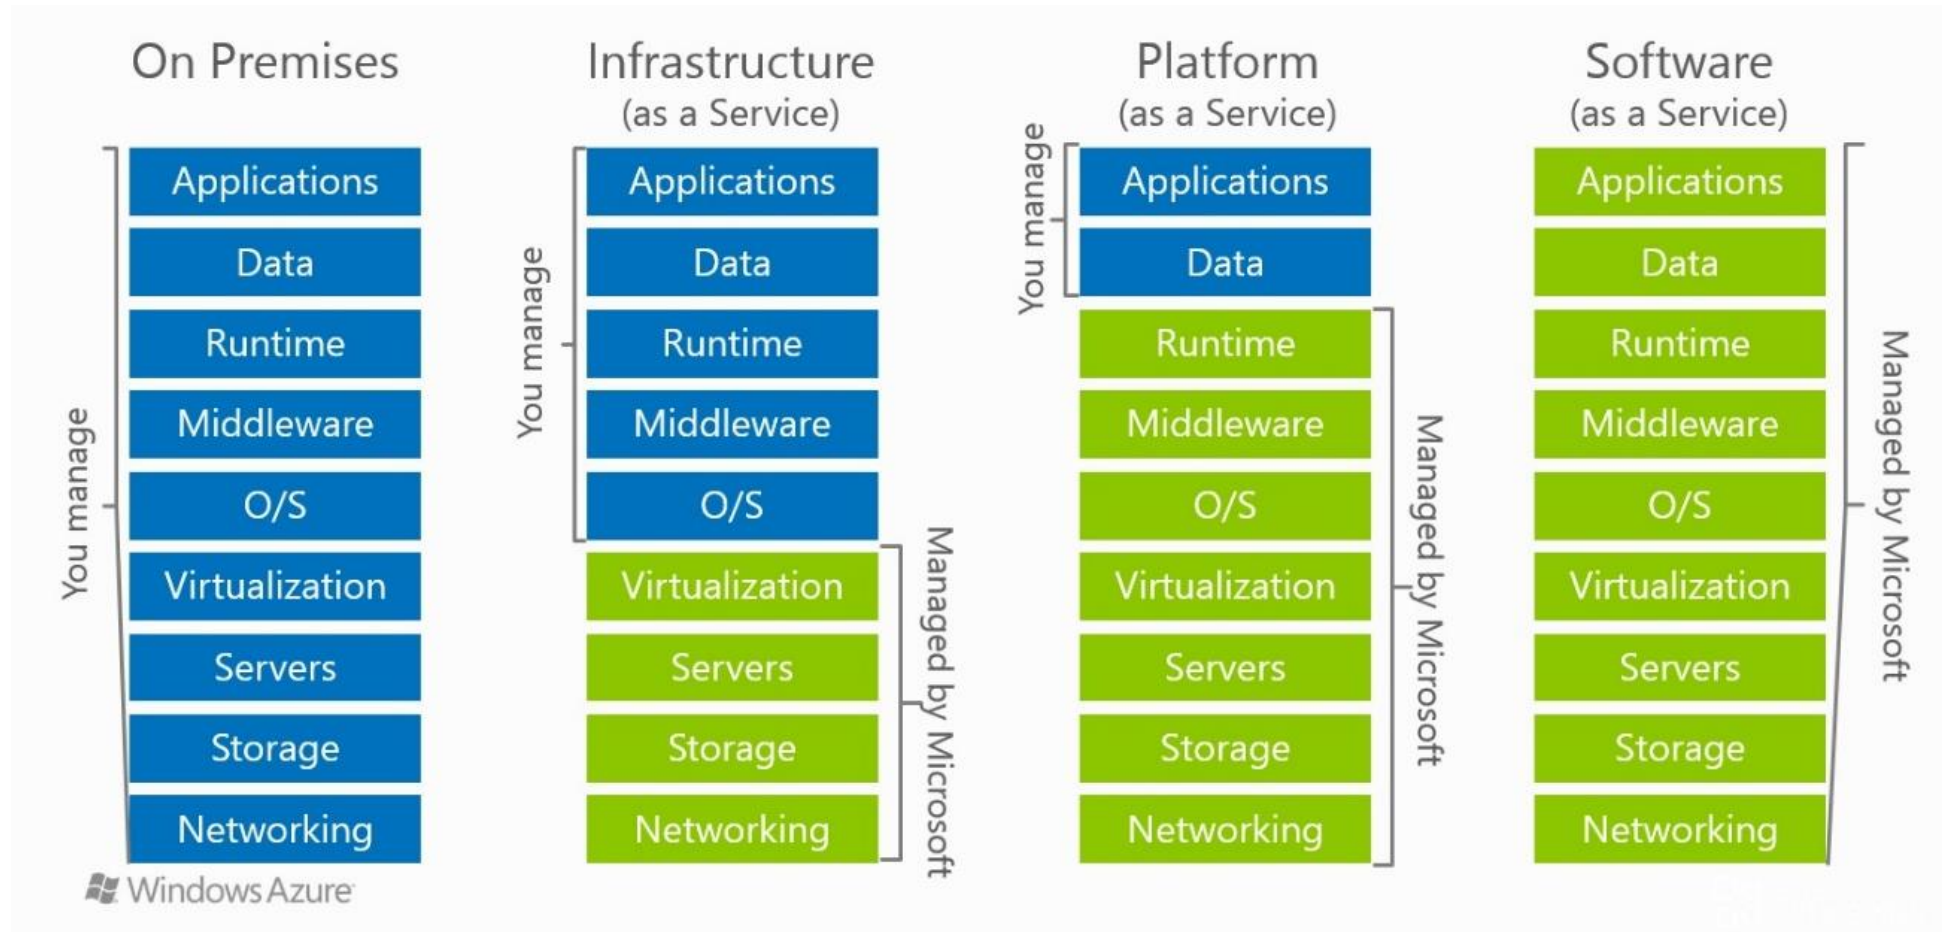 On Premises
You manage
Applications
Data
Runtime
Middleware
O/S
Virtualization
Servers
Storage
Networking
Infrastructure
(as a Service)
You manage
Applications
Data
Runtime
Middleware
O/S
Virtualization
Servers
Storage
Networking
Managed by Microsoft
Platform
(as a Service)
You manage
Applications
Data
Runtime
Middleware
O/S
Virtualization
Servers
Storage
Networking
Managed by Microsoft
Software
(as a Service)
Applications
Data
Runtime
Middleware
O/S
Virtualization
Servers
Storage
Networking
Managed by Microsoft
Windows Azure